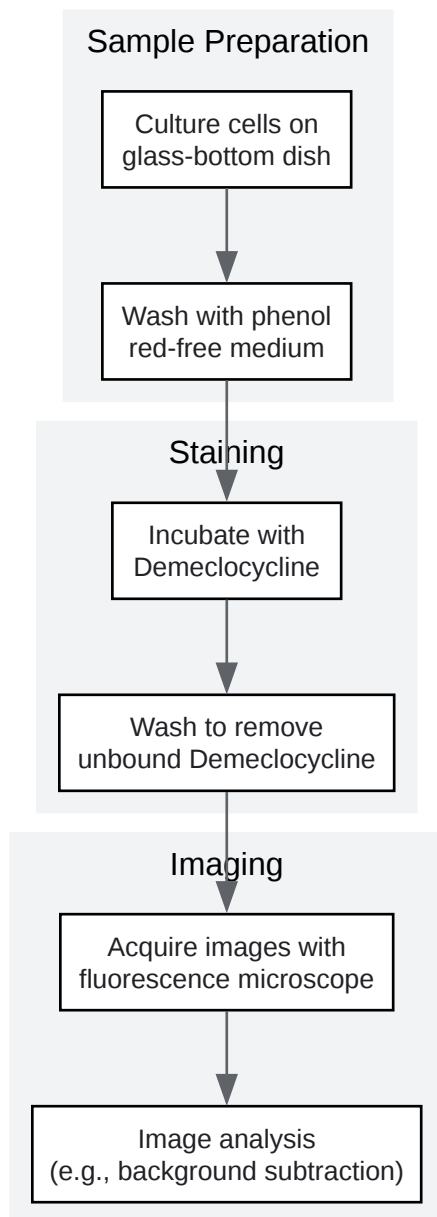 Sample Preparation
Culture cells on
glass-bottom dish
Wash with phenol
red-free medium
Staining
Incubate with
Demeclocycline
Wash to remove
unbound Demeclocycline
Imaging
Acquire images with
fluorescence microscope
Image analysis
(e.g., background subtraction)